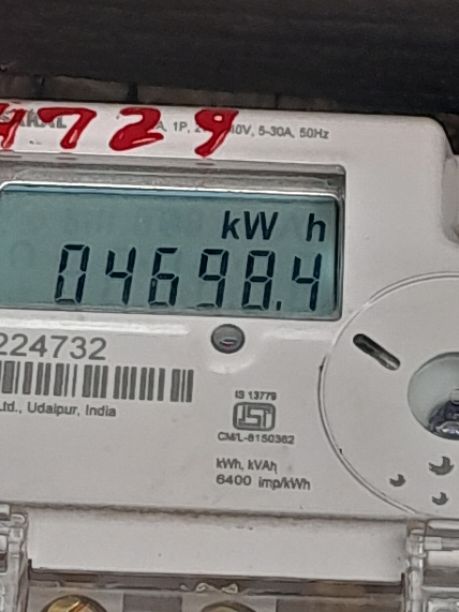 4729
1P, 5-30A, 50Hz
kW h
04698.4
224732
Ltd., Udaipur, India
IS 13779
CM/L-8150362
kWh, kVAh
6400 imp/kWh